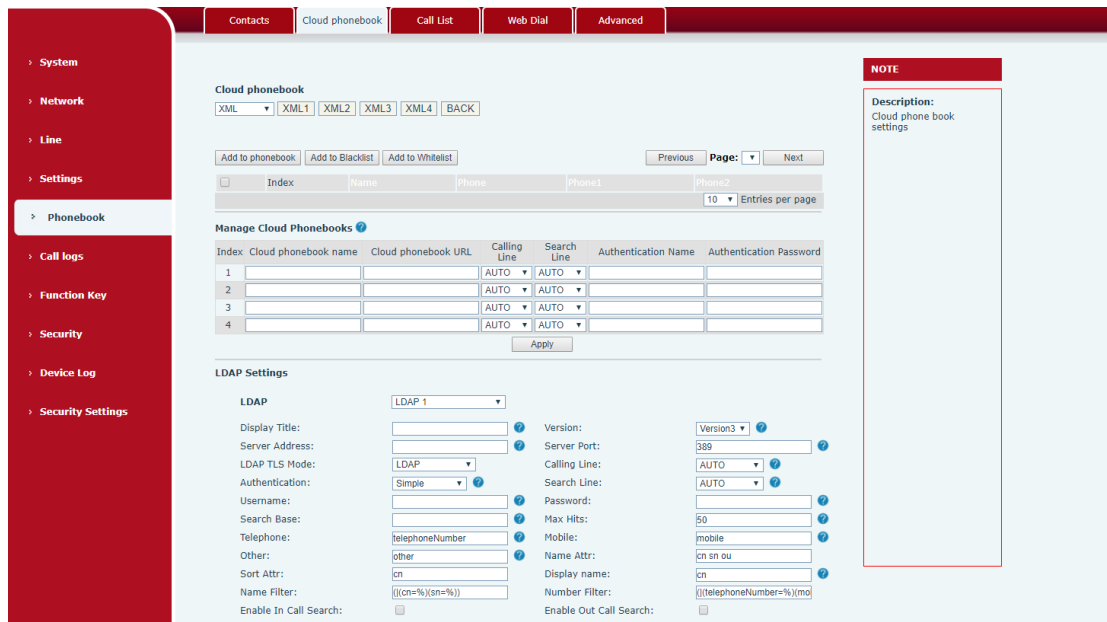 Contacts Cloud phonebook Call List Web Dial Advanced
› System
› Network
› Line
› Settings
› Phonebook
› Call logs
› Function Key
› Security
› Device Log
› Security Settings
Cloud phonebook
XML XML1 XML2 XML3 XML4 BACK
Add to phonebook Add to Blacklist Add to Whitelist Previous Page: Next
Index Name Phone Phone1 Phone2
10 Entries per page
Manage Cloud Phonebooks ?
Index Cloud phonebook name Cloud phonebook URL Calling Line Search Line Authentication Name Authentication Password
1 AUTO AUTO
2 AUTO AUTO
3 AUTO AUTO
4 AUTO AUTO
Apply
LDAP Settings
LDAP LDAP 1
Display Title: ? Version: Version3 ?
Server Address: ? Server Port: 389 ?
LDAP TLS Mode: LDAP Calling Line: AUTO ?
Authentication: Simple ? Search Line: AUTO ?
Username: ? Password: ?
Search Base: ? Max Hits: 50 ?
Telephone: telephoneNumber ? Mobile: mobile ?
Other: other ? Name Attr: cn sn ou
Sort Attr: cn Display name: cn ?
Name Filter: (|(cn=%)(sn=%)) Number Filter: (|(telephoneNumber=%)(mo
Enable In Call Search: Enable Out Call Search:
NOTE
Description:
Cloud phone book
settings